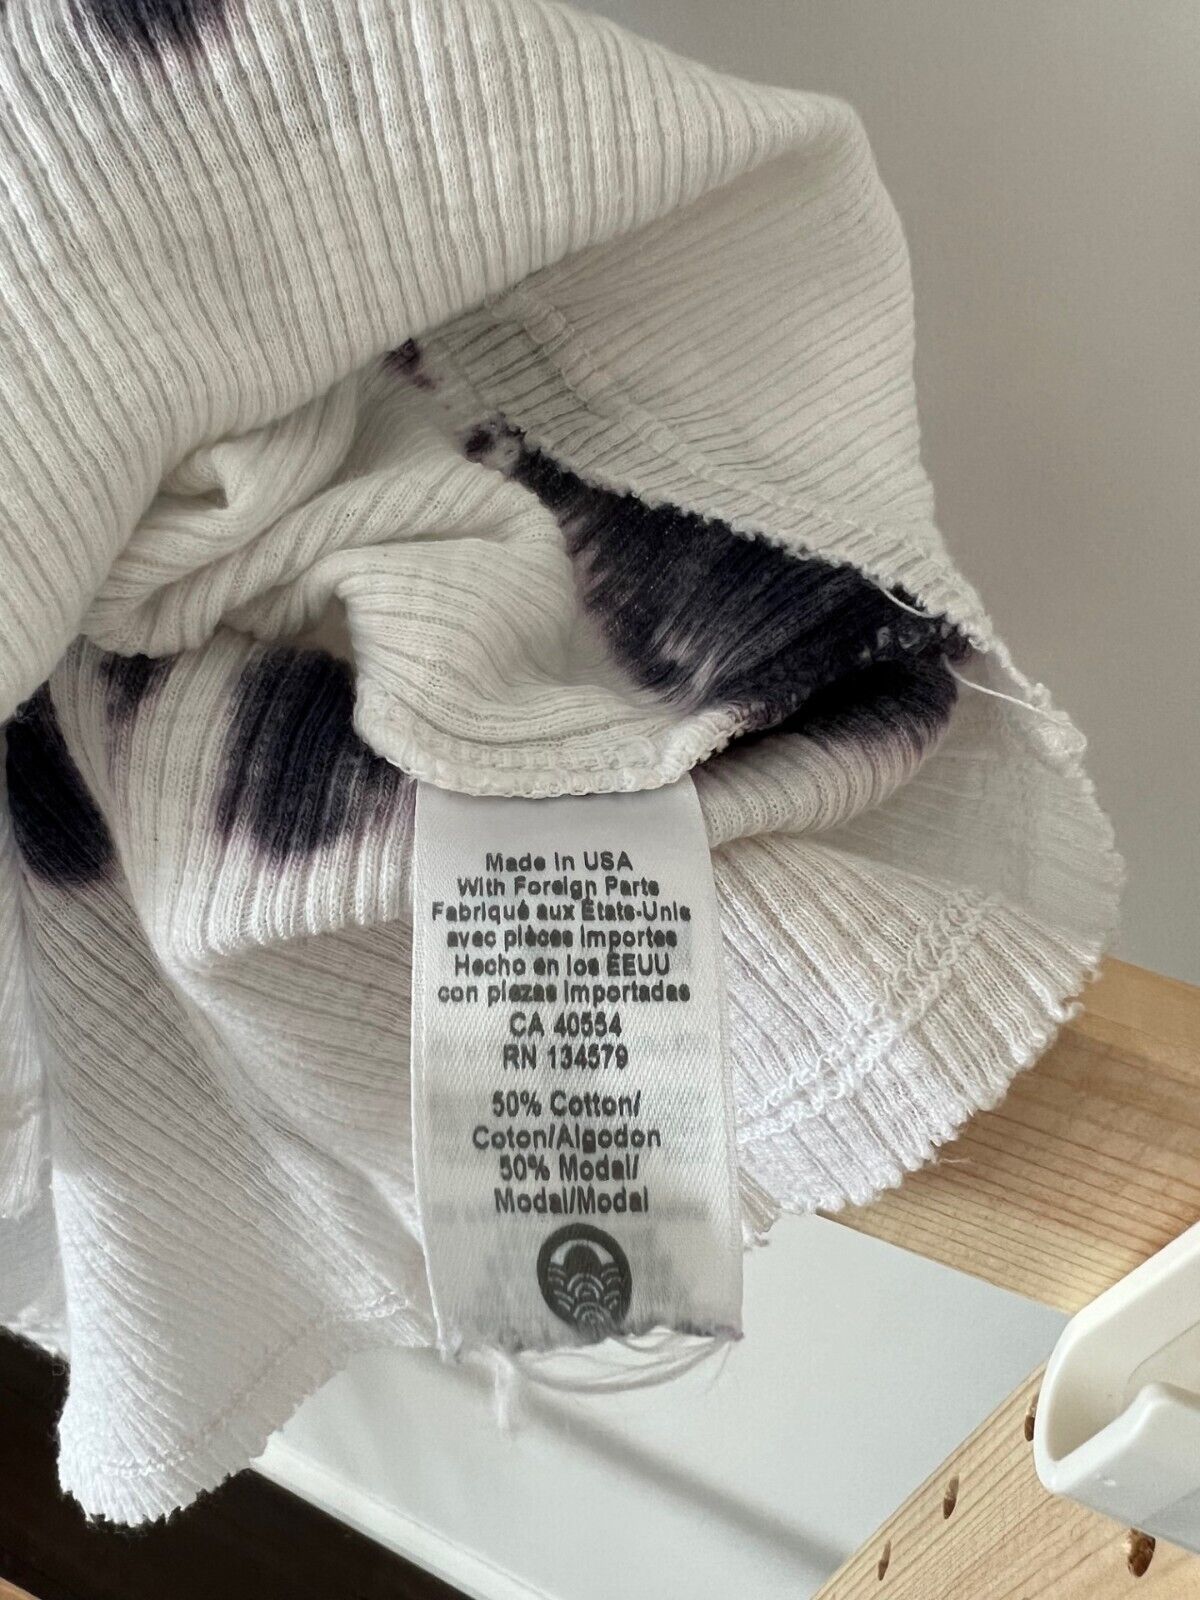 Made in USA
With Foreign Parts
Fabriqué aux États-Unis
avec pièces importes
Hecho en los EEUU
con piezas importadas
CA 40554
RN 134579
50% Cotton/
Coton/Algodon
50% Modal/
Modal/Modal